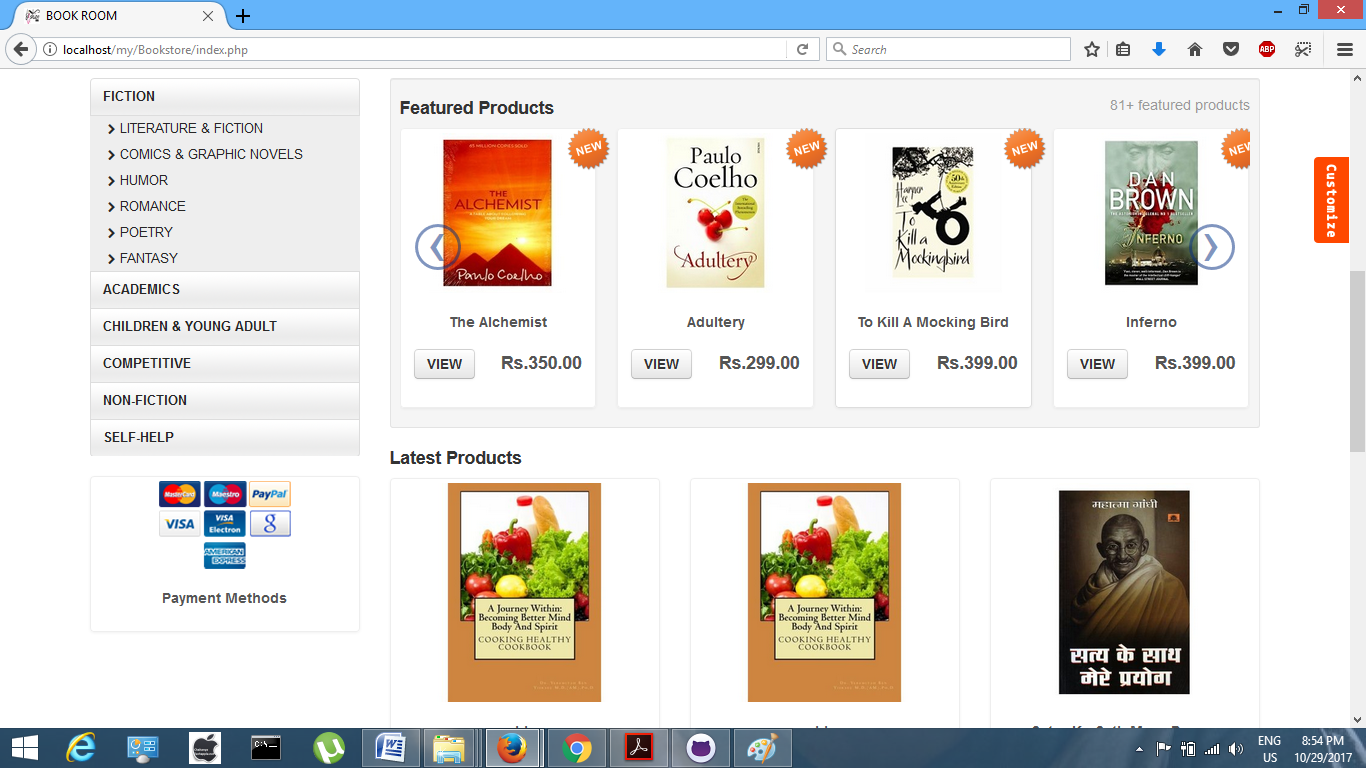 BOOK ROOM
localhost/my/Bookstore/index.php
Search
ABP
FICTION
LITERATURE & FICTION
COMICS & GRAPHIC NOVELS
HUMOR
ROMANCE
POETRY
FANTASY
ACADEMICS
CHILDREN & YOUNG ADULT
COMPETITIVE
NON-FICTION
SELF-HELP
MasterCard
Maestro
PayPal
VISA
VISA
Electron
g
AMERICAN
EXPRESS
Payment Methods
Featured Products
81+ featured products
NEW
65 MILLION COPIES SOLD
THE
ALCHEMIST
Paulo Coelho
The Alchemist
VIEW
Rs.350.00
NEW
Paulo
Coelho
Adultery
Adultery
VIEW
Rs.299.00
NEW
Harper
Lee
50th
To
Kill a
Mockingbird
To Kill A Mocking Bird
VIEW
Rs.399.00
NEW
DAN
BROWN
INFERNO
Inferno
VIEW
Rs.399.00
Customize
Latest Products
A Journey Within:
Becoming Better Mind
Body And Spirit
COOKING HEALTHY
COOKBOOK
A Journey Within:
Becoming Better Mind
Body And Spirit
COOKING HEALTHY
COOKBOOK
महात्मा गांधी
सत्य के साथ
मेरे प्रयोग
ENG
US
8:54 PM
10/29/2017